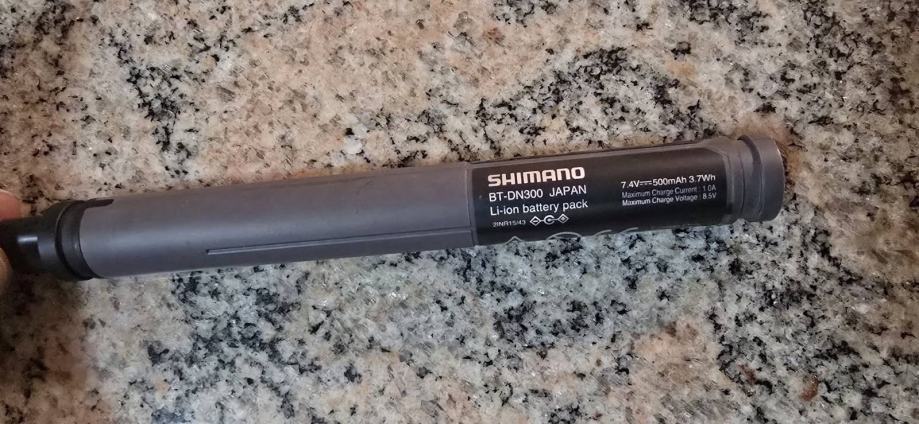 SHIMANO
BT-DN300 JAPAN
Li-ion battery pack
2INR15/43
7.4V⎓500mAh 3.7Wh
Maximum Charge Current : 1.0A
Maximum Charge Voltage : 8.5V